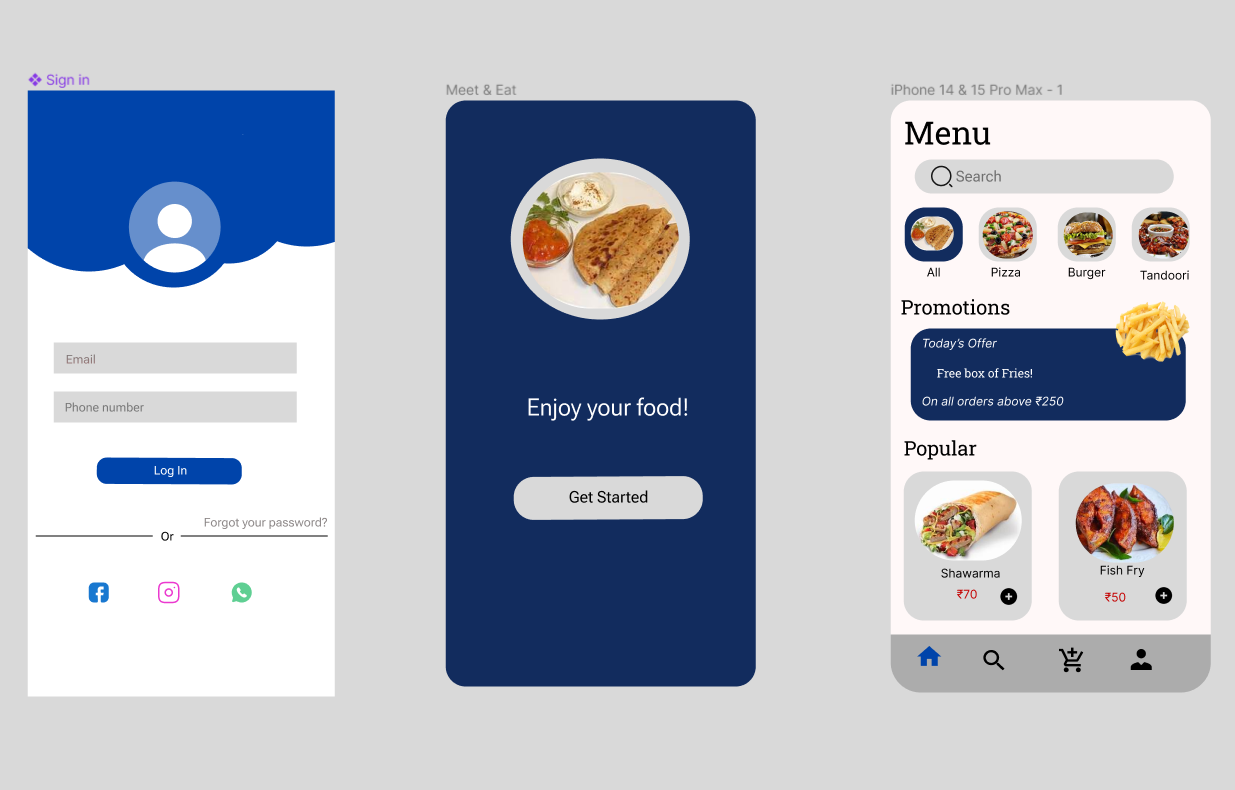 Sign in
Email
Phone number
Log In
Forgot your password?
Or
Meet & Eat
Enjoy your food!
Get Started
iPhone 14 & 15 Pro Max - 1
Menu
Search
All
Pizza
Burger
Tandoori
Promotions
Today's Offer
Free box of Fries!
On all orders above ₹250
Popular
Shawarma
₹70
Fish Fry
₹50